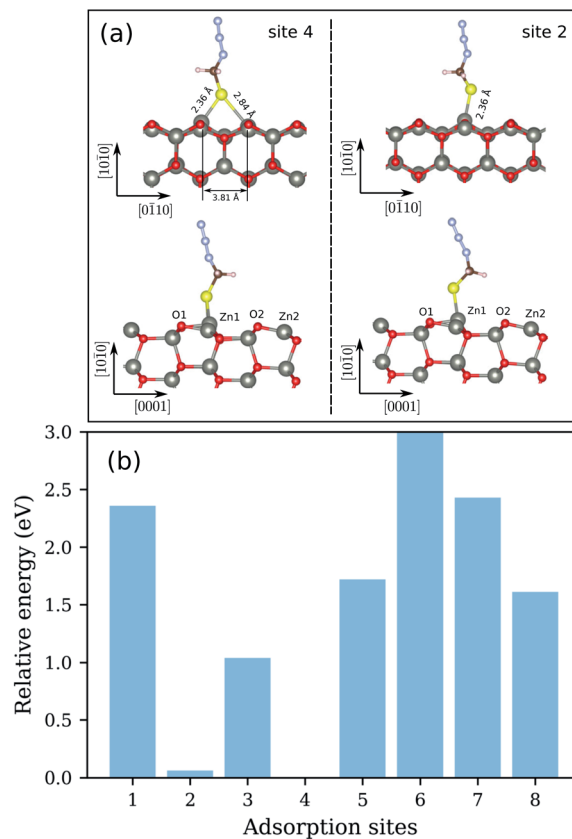 (a)
site 4
site 2
2.36 Å
2.84 Å
2.36 Å
[101̄0]
[101̄0]
3.81 Å
[01̄10]
[01̄10]
O1
Zn1
O2
Zn2
O1
Zn1
O2
Zn2
[101̄0]
[101̄0]
[0001]
[0001]
(b)
3.0
2.5
2.0
1.5
1.0
0.5
0.0
Relative energy (eV)
1 2 3 4 5 6 7 8
Adsorption sites